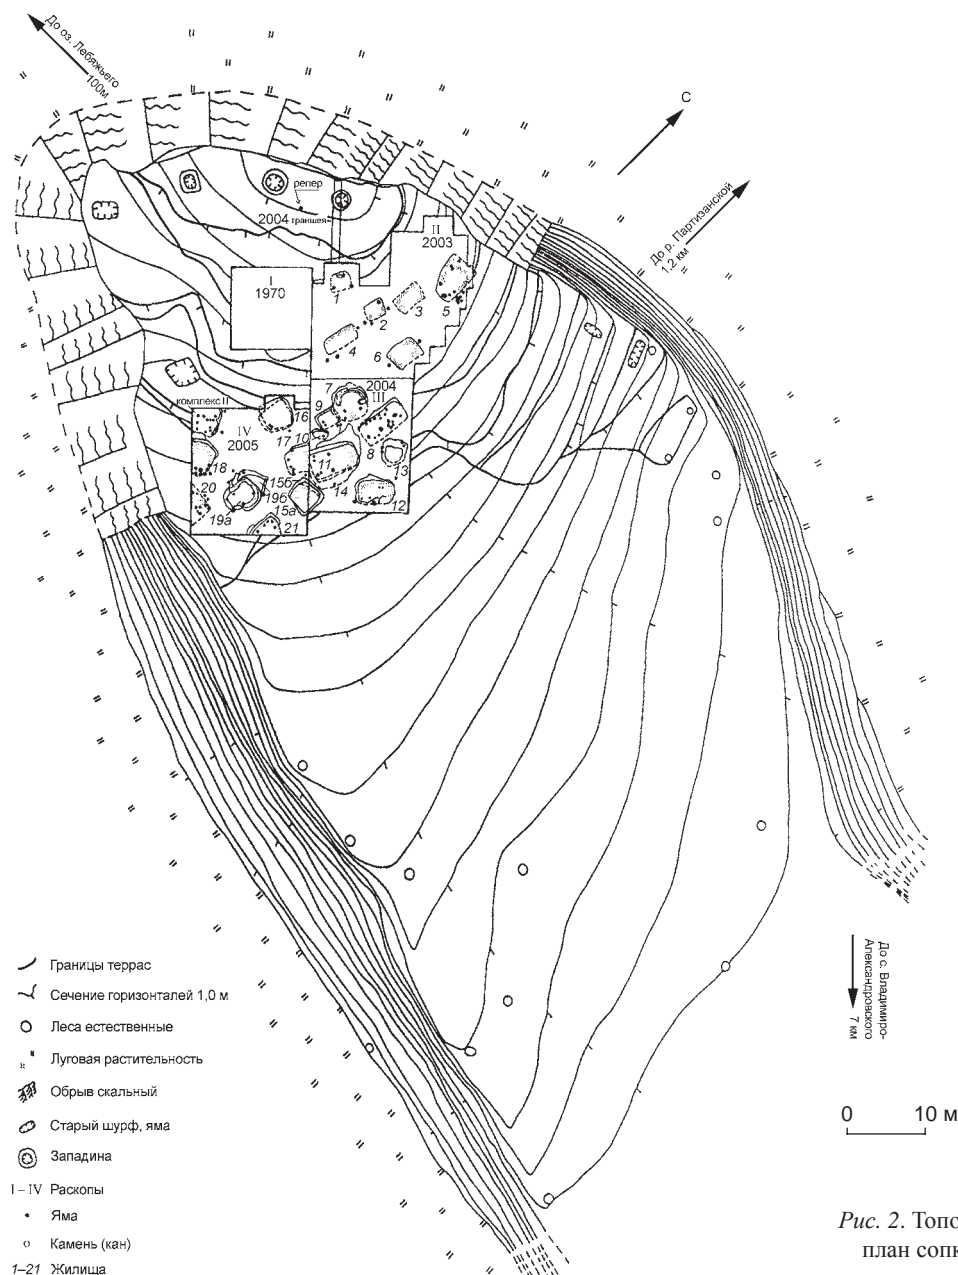 До оз. Лебяжьего
100м
С
До р. Партизанской
1,2 км
репер
2004 траншея
II
2003
I
1970
1
2
3
4
5
6
7
2004
III
комплекс II
IV
2005
8
9
10
11
12
13
14
15б
15а
16
17
18
19б
19а
20
21
До с. Владимиро-
Александровского
7 км
Границы террас
Сечение горизонталей 1,0 м
Леса естественные
Луговая растительность
Обрыв скальный
Старый шурф, яма
Западина
I – IV Раскопы
Яма
Камень (кан)
1–21 Жилища
0 10 м
Рис. 2. Топо
план сопк